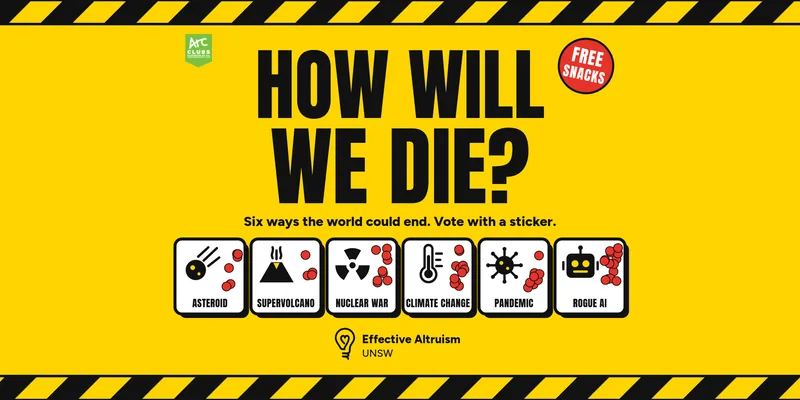 Arc
CLUBS
HOW WILL
WE DIE?
FREE
SNACKS
Six ways the world could end. Vote with a sticker.
ASTEROID
SUPERVOLCANO
NUCLEAR WAR
CLIMATE CHANGE
PANDEMIC
ROGUE AI
Effective Altruism
UNSW